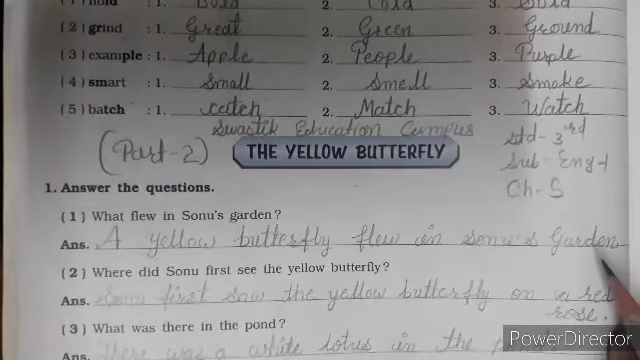 (1) hold : 1. Bold 2. Cold 3. Sold
(2) grind : 1. Great 2. Green 3. Ground
(3) example : 1. Apple 2. People 3. Purple
(4) smart : 1. Small 2. Smell 3. Smoke
(5) batch : 1. catch 2. Match 3. Watch
Swastik Education Campus
(Part-2) THE YELLOW BUTTERFLY
Std - 3rd
Sub - Eng-1
Ch - 5
1. Answer the questions.
(1) What flew in Sonu's garden?
Ans. A yellow butterfly flew in Sonu's Garden
(2) Where did Sonu first see the yellow butterfly?
Ans. Sonu first saw the yellow butterfly on a red rose.
(3) What was there in the pond?
Ans. There was a white lotus in the
PowerDirector